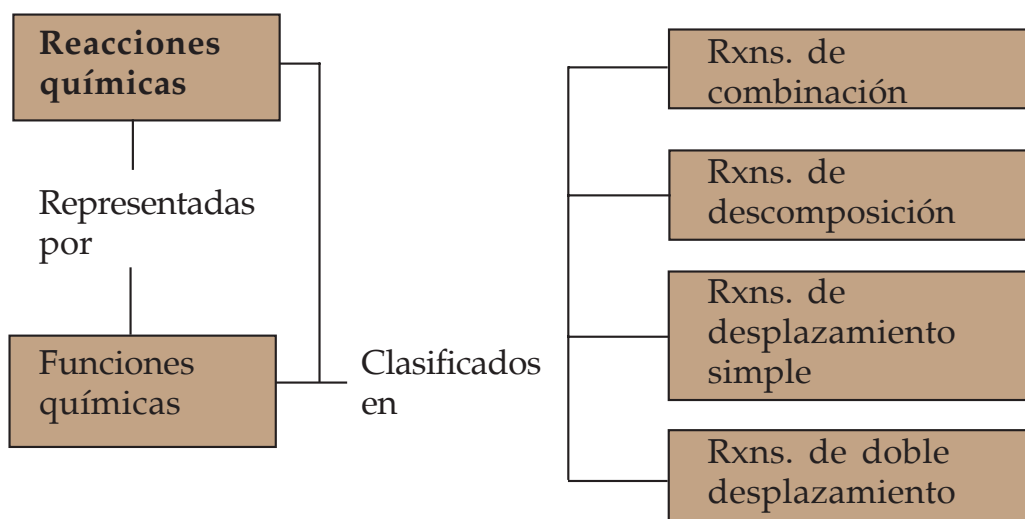 Reacciones
químicas
Representadas
por
Funciones
químicas
Clasificados
en
Rxns. de
combinación
Rxns. de
descomposición
Rxns. de
desplazamiento
simple
Rxns. de doble
desplazamiento